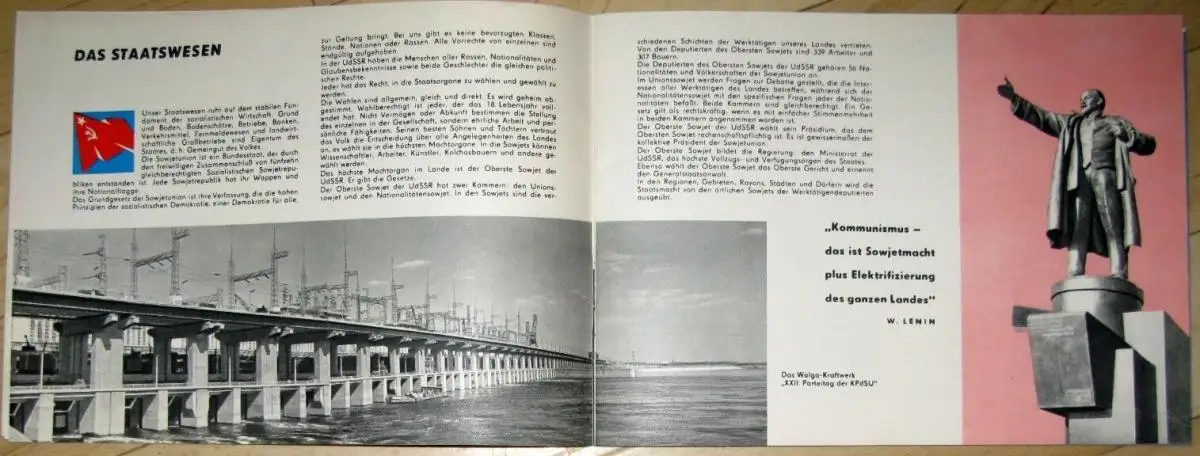 DAS STAATSWESEN
Unser Staatswesen ruht auf dem stabilen Fun-
dament der sozialistischen Wirtschaft. Grund
und Boden, Bodenschätze, Betriebe, Banken,
Verkehrsmittel, Fernmeldewesen und landwirt-
schaftliche Großbetriebe sind Eigentum des
Staates, d. h. Gemeingut des Volkes.
Die Sowjetunion ist ein Bundesstaat, der durch
den freiwilligen Zusammenschluß von fünfzehn
gleichberechtigten Sozialistischen Sowjetrepu-
bliken entstanden ist. Jede Sowjetrepublik hat ihr Wappen und
ihre Nationalflagge.
Das Grundgesetz der Sowjetunion ist ihre Verfassung, die die hohen
Prinzipien der sozialistischen Demokratie, einer Demokratie für alle,
zur Geltung bringt. Bei uns gibt es keine bevorzugten Klassen,
Stände, Nationen oder Rassen. Alle Vorrechte von einzelnen sind
endgültig aufgehoben.
In der UdSSR haben die Menschen aller Rassen, Nationalitäten und
Glaubensbekenntnisse sowie beide Geschlechter die gleichen politi-
schen Rechte.
Jeder hat das Recht, in die Staatsorgane zu wählen und gewählt zu
werden.
Die Wahlen sind allgemein, gleich und direkt. Es wird geheim ab-
gestimmt. Wahlberechtigt ist jeder, der das 18. Lebensjahr voll-
endet hat. Nicht Vermögen oder Abkunft bestimmen die Stellung
des einzelnen in der Gesellschaft, sondern ehrliche Arbeit und per-
sönliche Fähigkeiten. Seinen besten Söhnen und Töchtern vertraut
das Volk die Entscheidung über die Angelegenheiten des Landes
an, es wählt sie in die höchsten Machtorgane. In die Sowjets können
Wissenschaftler, Arbeiter, Künstler, Kolchosbauern und andere ge-
wählt werden.
Das höchste Machtorgan im Lande ist der Oberste Sowjet der
UdSSR. Er gibt die Gesetze.
Der Oberste Sowjet der UdSSR hat zwei Kammern: den Unions-
sowjet und den Nationalitätensowjet. In den Sowjets sind die ver-
schiedenen Schichten der Werktätigen unseres Landes vertreten.
Von den Deputierten des Obersten Sowjets sind 339 Arbeiter und
307 Bauern.
Die Deputierten des Obersten Sowjets der UdSSR gehören 56 Na-
tionalitäten und Völkerschaften der Sowjetunion an.
Im Unionssowjet werden Fragen zur Debatte gestellt, die die Inter-
essen aller Werktätigen des Landes betreffen, während sich der
Nationalitätensowjet mit den spezifischen Fragen jeder der Natio-
nalitäten befaßt. Beide Kammern sind gleichberechtigt. Ein Ge-
setz gilt als rechtskräftig, wenn es mit einfacher Stimmenmehrheit
in beiden Kammern angenommen worden ist.
Der Oberste Sowjet der UdSSR wählt sein Präsidium, das dem
Obersten Sowjet rechenschaftspflichtig ist. Es ist gewissermaßen der
kollektive Präsident der Sowjetunion.
Der Oberste Sowjet bildet die Regierung: den Ministerrat der
UdSSR, das höchste Vollzugs- und Verfügungsorgan des Staates.
Ebenso wählt der Oberste Sowjet das Oberste Gericht und ernennt
den Generalstaatsanwalt.
In den Regionen, Gebieten, Rayons, Städten und Dörfern wird die
Staatsmacht von den örtlichen Sowjets der Werktätigendeputierten
ausgeübt.
„Kommunismus –
das ist Sowjetmacht
plus Elektrifizierung
des ganzen Landes"
W. LENIN
Das Wolga-Kraftwerk
„XXII. Parteitag der KPdSU"